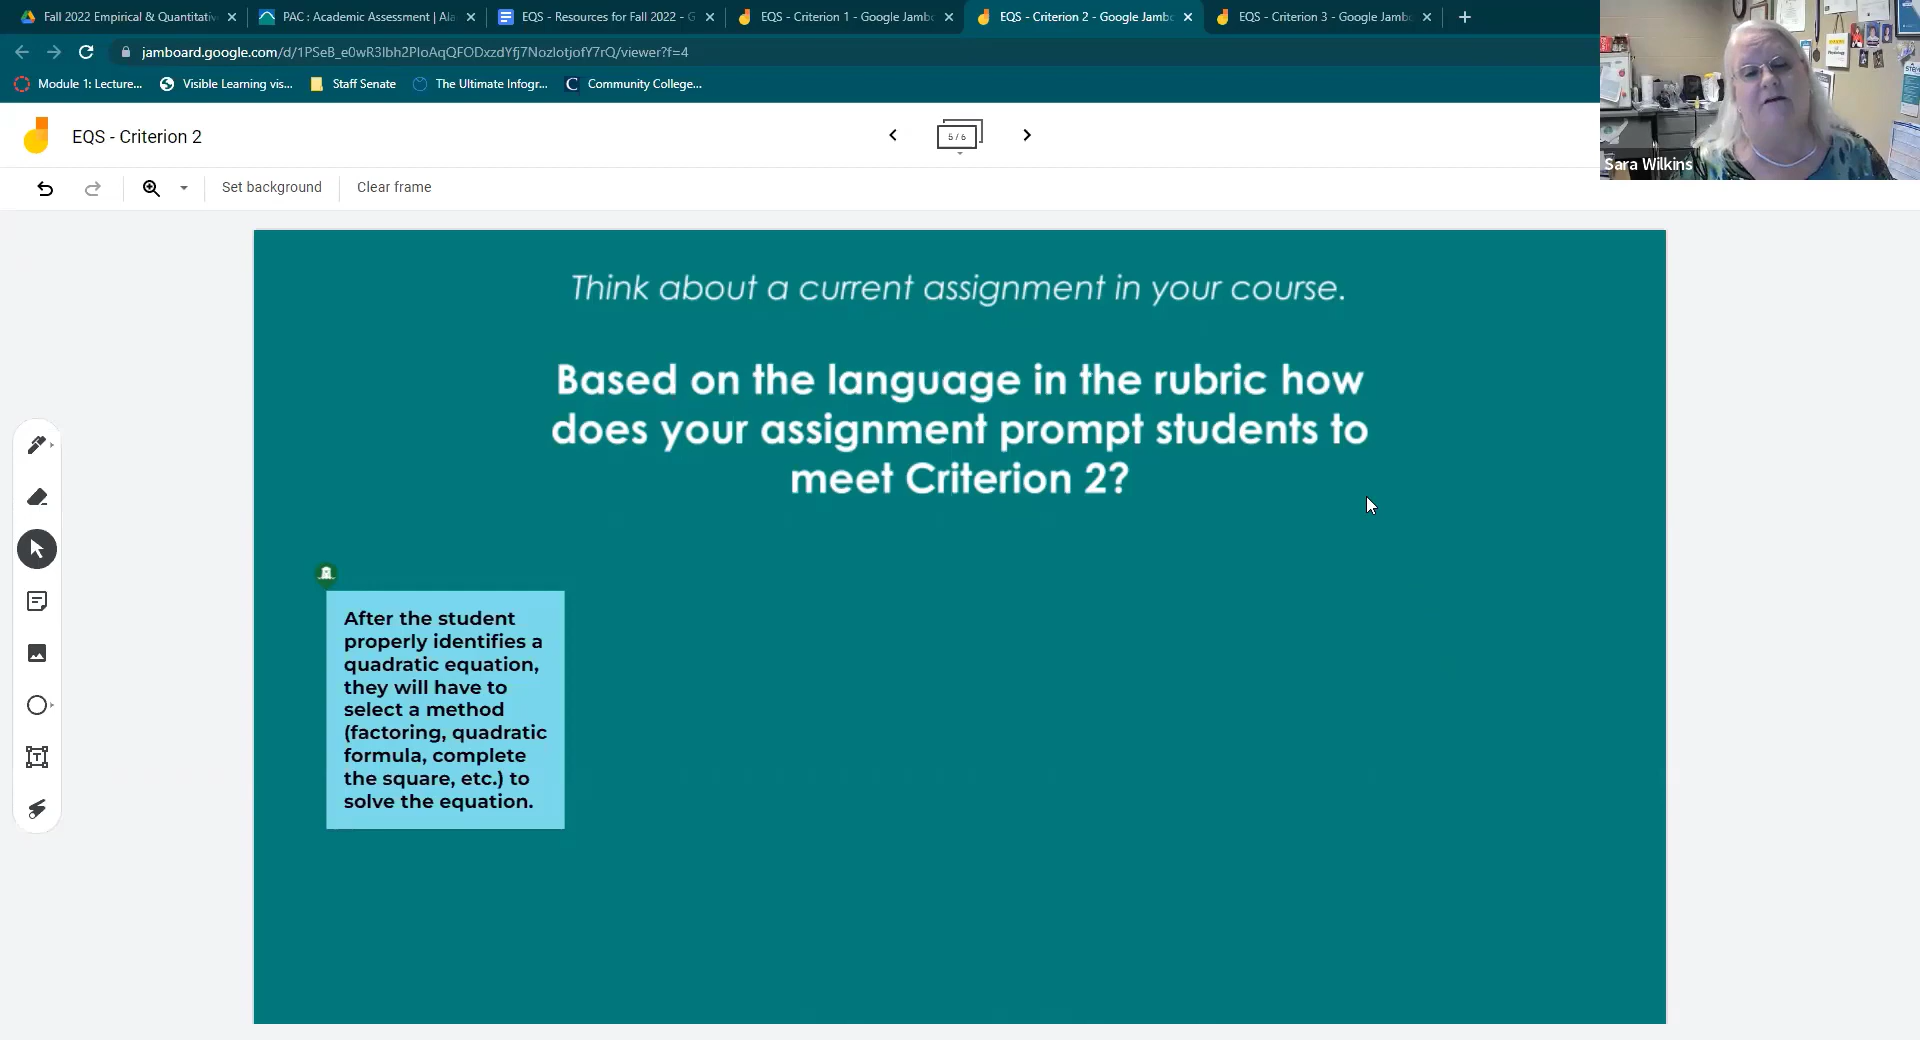 Fall 2022 Empirical & Quantitativ
PAC : Academic Assessment | Ala
EQS - Resources for Fall 2022 - G
EQS - Criterion 1 - Google Jambo
EQS - Criterion 2 - Google Jambo
EQS - Criterion 3 - Google Jambo
jamboard.google.com/d/1PSeB_e0wR3lbh2PloAqQFODxzdYfj7NozlotjofY7rQ/viewer?f=4
Module 1: Lecture...
Visible Learning vis...
Staff Senate
The Ultimate Infogr...
Community College...
Sara Wilkins
EQS - Criterion 2
5 / 6
Set background
Clear frame
Think about a current assignment in your course.
Based on the language in the rubric how
does your assignment prompt students to
meet Criterion 2?
After the student
properly identifies a
quadratic equation,
they will have to
select a method
(factoring, quadratic
formula, complete
the square, etc.) to
solve the equation.